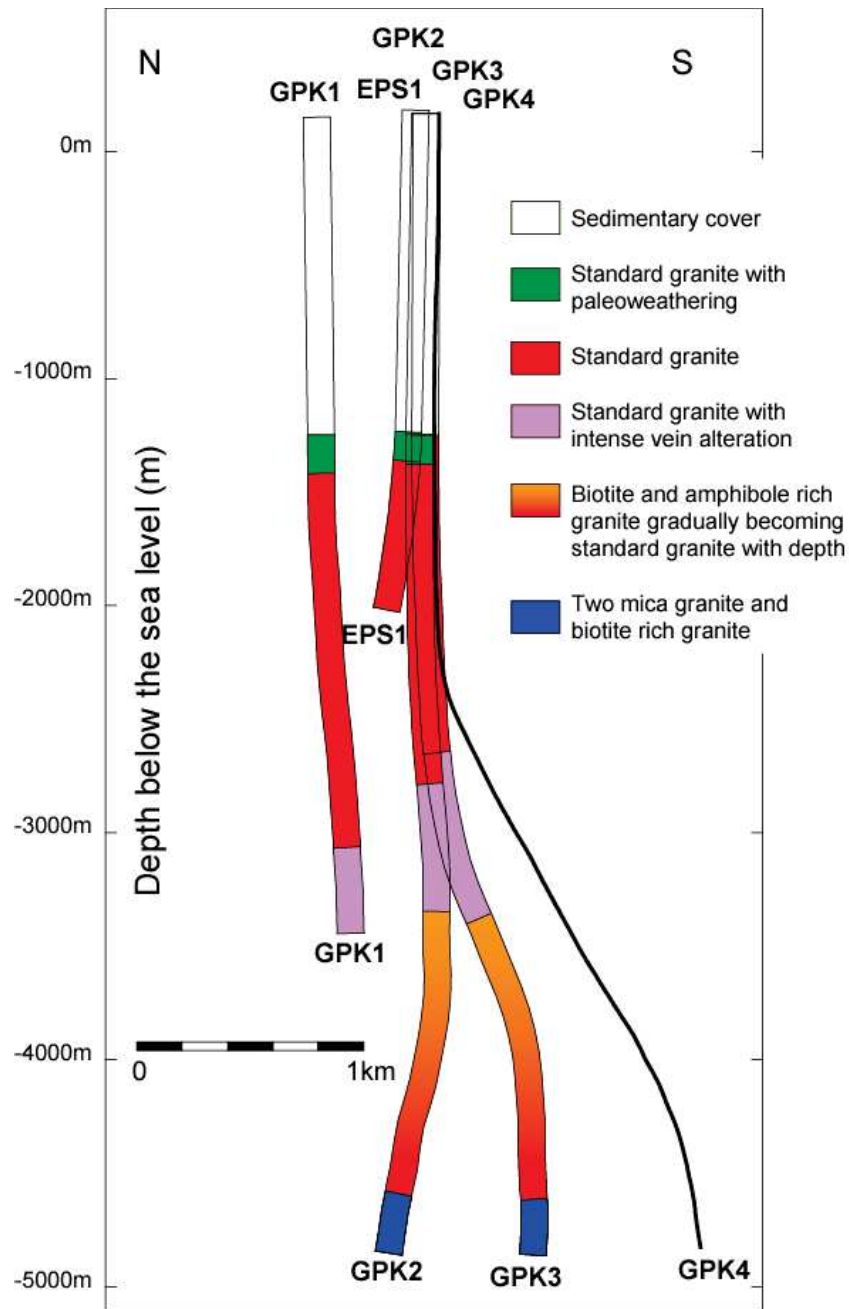 N
S
GPK2
GPK3
EPS1
GPK1
GPK4
0m
Sedimentary cover
Standard granite with
paleoweathering
-1000m
Standard granite
Standard granite with
intense vein alteration
Biotite and amphibole rich
granite gradually becoming
standard granite with depth
-2000m
Two mica granite and
biotite rich granite
EPS1
Depth below the sea level (m)
-3000m
GPK1
-4000m
0
1km
GPK2
GPK3
GPK4
-5000m